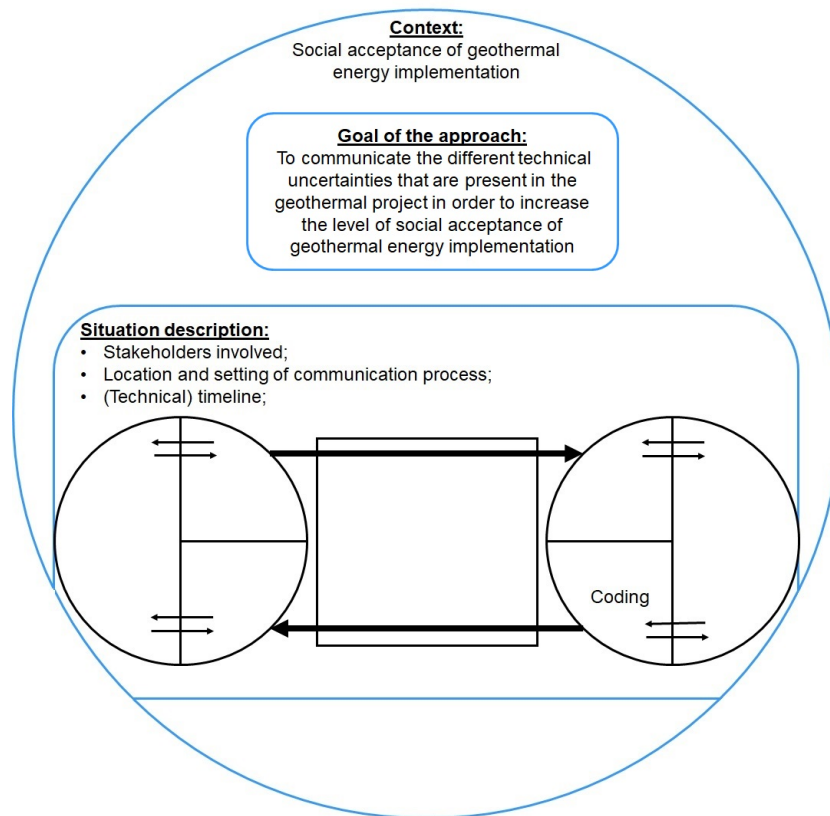 Context:
Social acceptance of geothermal
energy implementation
Goal of the approach:
To communicate the different technical
uncertainties that are present in the
geothermal project in order to increase
the level of social acceptance of
geothermal energy implementation
Situation description:
• Stakeholders involved;
• Location and setting of communication process;
• (Technical) timeline;
Coding